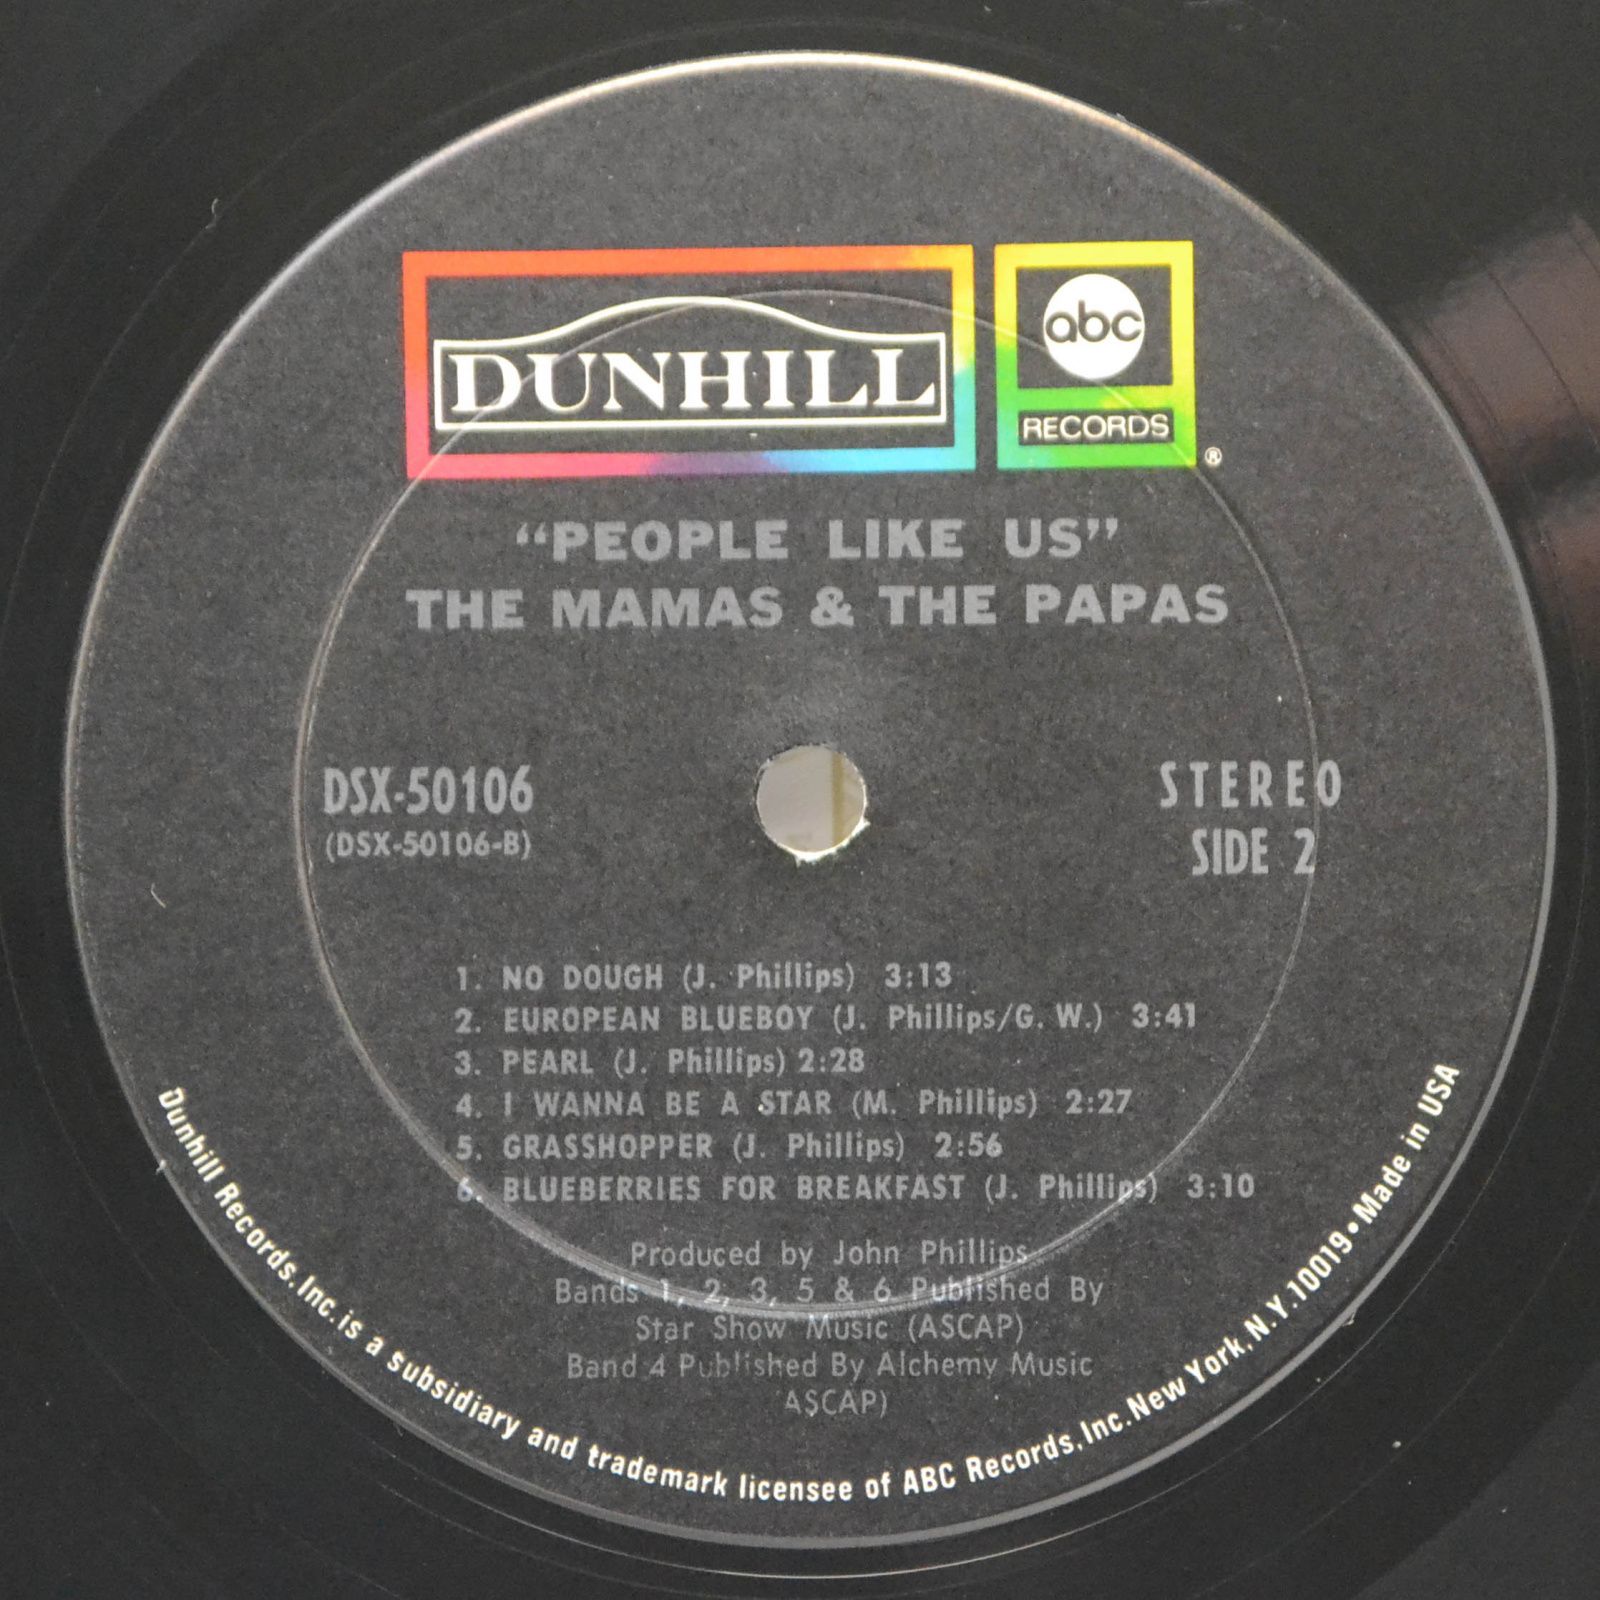 DUNHILL
abc
RECORDS
®
“PEOPLE LIKE US”
THE MAMAS & THE PAPAS
DSX-50106
(DSX-50106-B)
STEREO
SIDE 2
1. NO DOUGH (J. Phillips) 3:13
2. EUROPEAN BLUEBOY (J. Phillips/G. W.) 3:41
3. PEARL (J. Phillips) 2:28
4. I WANNA BE A STAR (M. Phillips) 2:27
5. GRASSHOPPER (J. Phillips) 2:56
6. BLUEBERRIES FOR BREAKFAST (J. Phillips) 3:10
Produced by John Phillips
Bands 1, 2, 3, 5 & 6 Published By
Star Show Music (ASCAP)
Band 4 Published By Alchemy Music
ASCAP)
Dunhill Records, Inc. is a subsidiary and trademark licensee of ABC Records, Inc. New York, N.Y. 10019 • Made in USA